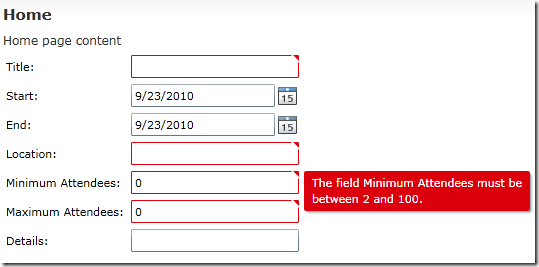 Home
Home page content
Title:
Start: 9/23/2010 15
End: 9/23/2010 15
Location:
Minimum Attendees: 0
The field Minimum Attendees must be
between 2 and 100.
Maximum Attendees: 0
Details: